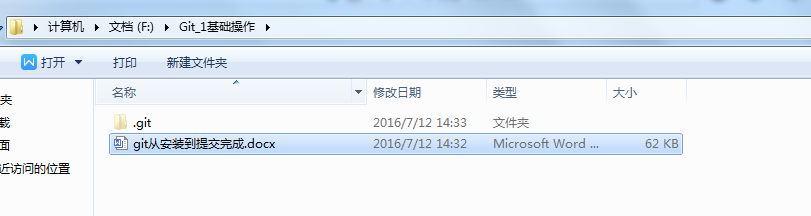 计算机 文档 (F:) Git_1基础操作
打开 打印 新建文件夹
名称 修改日期 类型 大小
夹
.git 2016/7/12 14:33 文件夹
载
面
git从安装到提交完成.docx 2016/7/12 14:32 Microsoft Word ... 62 KB
近访问的位置